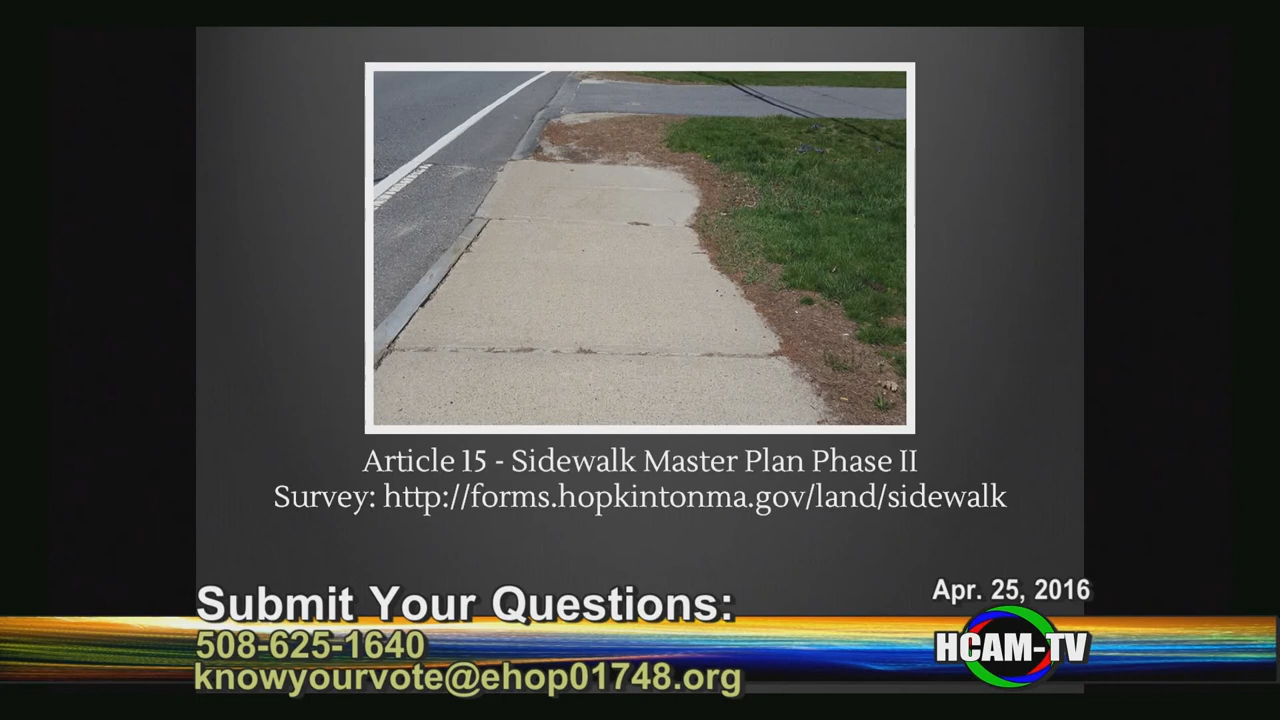 Article 15 - Sidewalk Master Plan Phase II
Survey: http://forms.hopkintonma.gov/land/sidewalk
Submit Your Questions:
508-625-1640
knowyourvote@ehop01748.org
Apr. 25, 2016
HCAM-TV